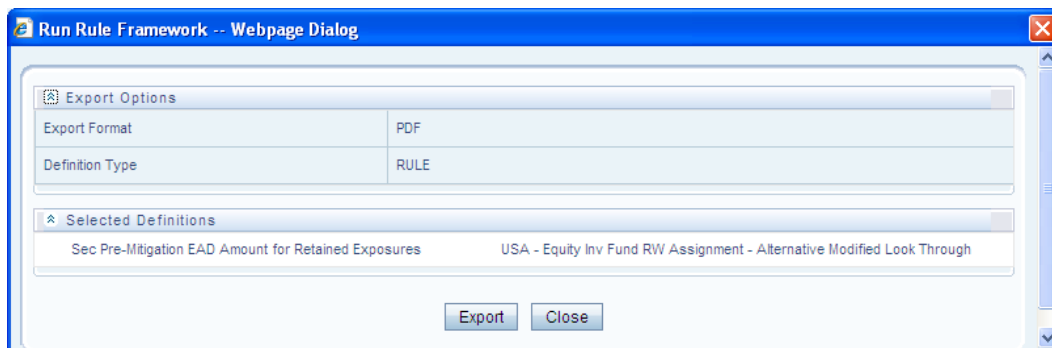 Run Rule Framework -- Webpage Dialog
Export Options
Export Format PDF
Definition Type RULE
Selected Definitions
Sec Pre-Mitigation EAD Amount for Retained Exposures USA - Equity Inv Fund RW Assignment - Alternative Modified Look Through
Export Close